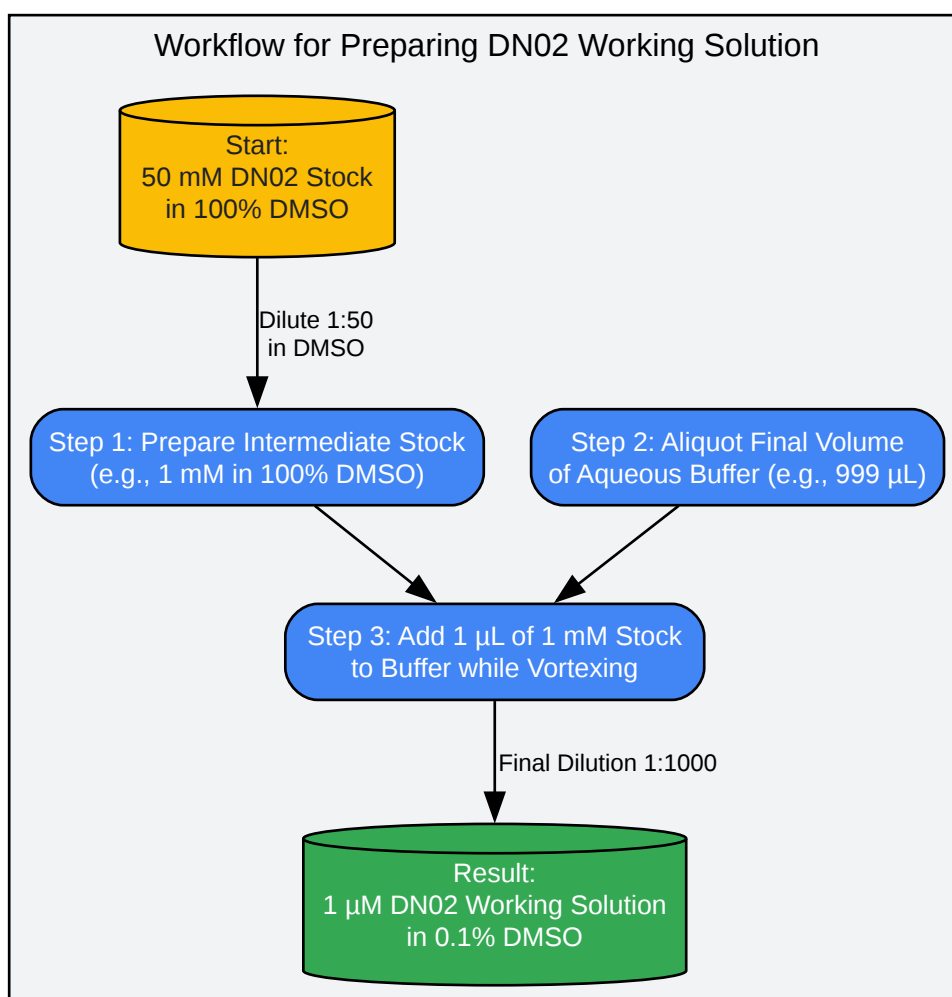 Workflow for Preparing DN02 Working Solution
Start:
50 mM DN02 Stock
in 100% DMSO
Dilute 1:50
in DMSO
Step 1: Prepare Intermediate Stock
(e.g., 1 mM in 100% DMSO)
Step 2: Aliquot Final Volume
of Aqueous Buffer (e.g., 999 µL)
Step 3: Add 1 µL of 1 mM Stock
to Buffer while Vortexing
Final Dilution 1:1000
Result:
1 µM DN02 Working Solution
in 0.1% DMSO